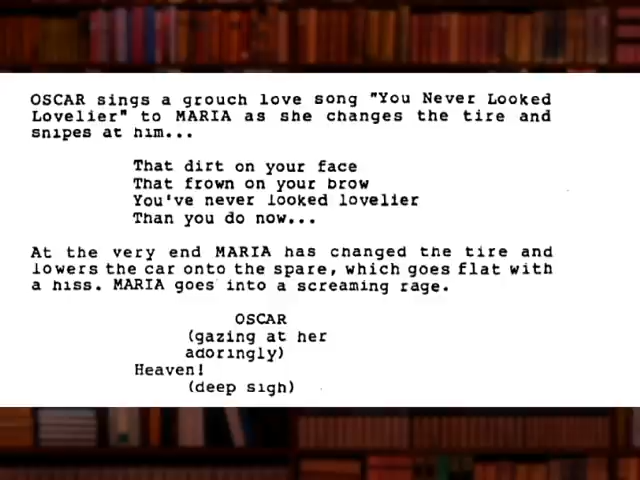 OSCAR sings a grouch love song "You Never Looked
Lovelier" to MARIA as she changes the tire and
snipes at him...
That dirt on your face
That frown on your brow
You've never looked lovelier
Than you do now...
At the very end MARIA has changed the tire and
lowers the car onto the spare, which goes flat with
a hiss. MARIA goes into a screaming rage.
OSCAR
(gazing at her
adoringly)
Heaven!
(deep sigh)